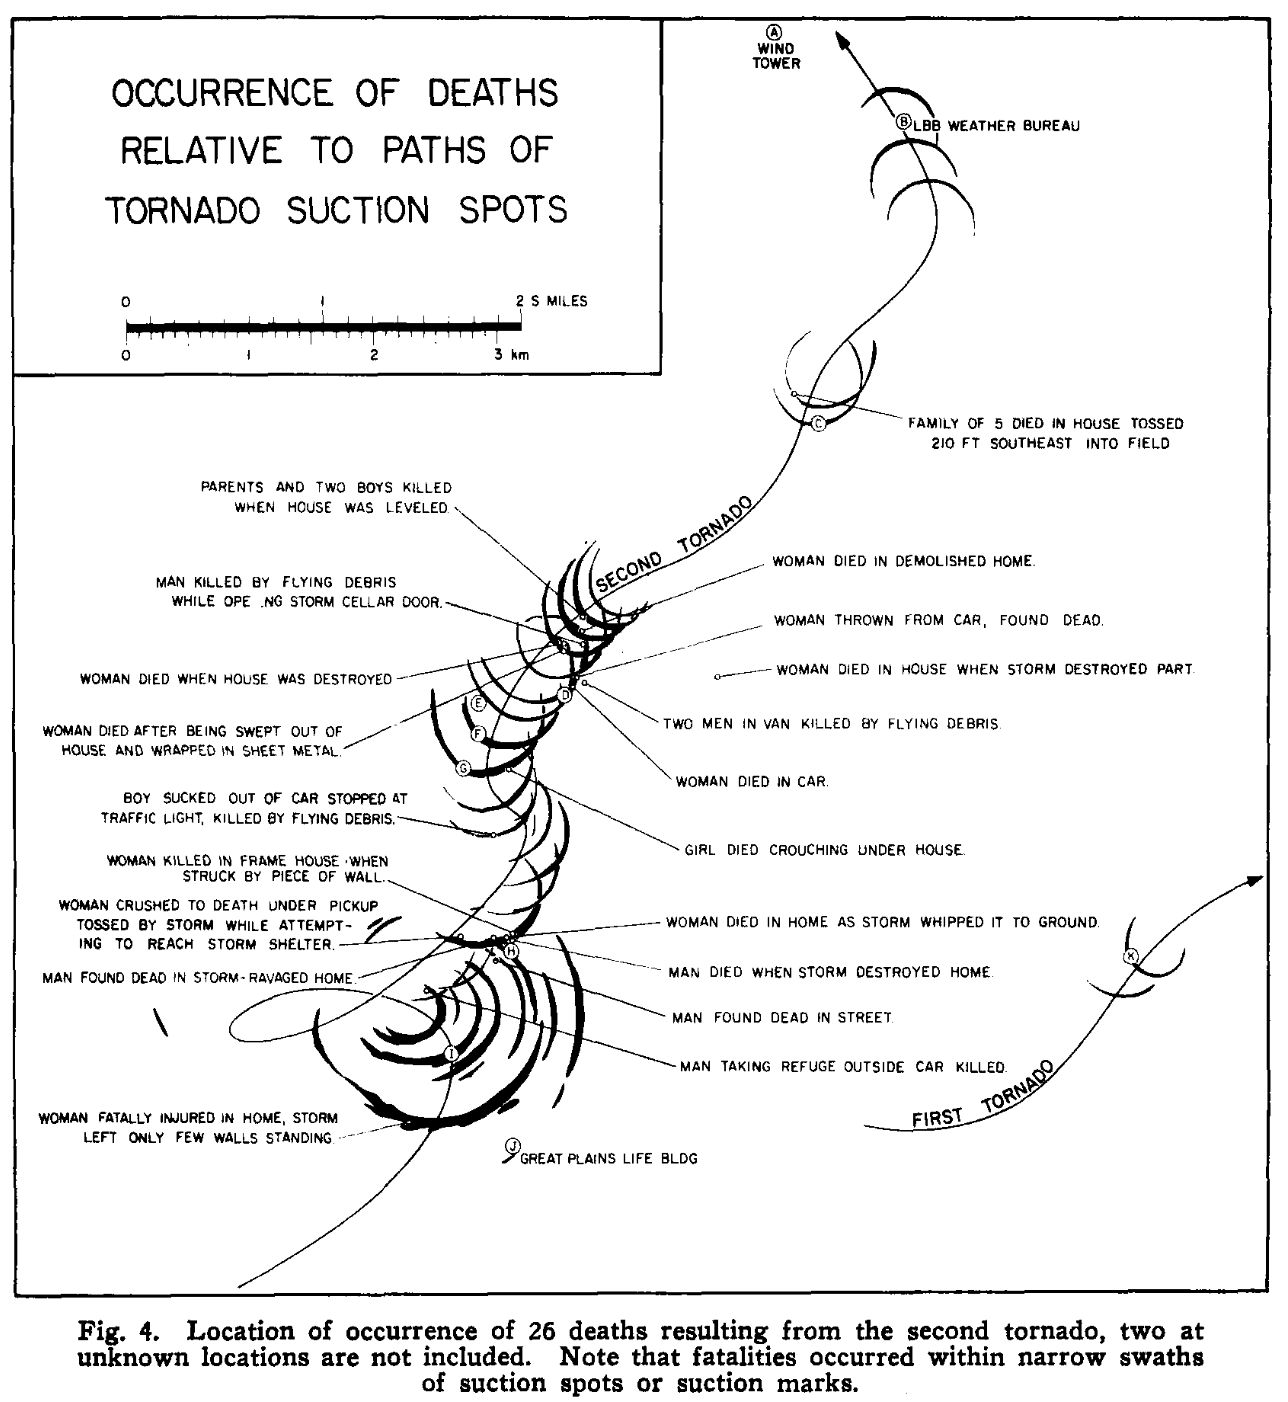 OCCURRENCE OF DEATHS
RELATIVE TO PATHS OF
TORNADO SUCTION SPOTS
0 1 2 S MILES
0 1 2 3 km
A
WIND
TOWER
B LBB WEATHER BUREAU
C
FAMILY OF 5 DIED IN HOUSE TOSSED
210 FT SOUTHEAST INTO FIELD
PARENTS AND TWO BOYS KILLED
WHEN HOUSE WAS LEVELED.
SECOND TORNADO
WOMAN DIED IN DEMOLISHED HOME.
MAN KILLED BY FLYING DEBRIS
WHILE OPE .NG STORM CELLAR DOOR.
WOMAN THROWN FROM CAR, FOUND DEAD.
WOMAN DIED WHEN HOUSE WAS DESTROYED
WOMAN DIED IN HOUSE WHEN STORM DESTROYED PART.
D
E
F
G
WOMAN DIED AFTER BEING SWEPT OUT OF
HOUSE AND WRAPPED IN SHEET METAL.
TWO MEN IN VAN KILLED BY FLYING DEBRIS.
WOMAN DIED IN CAR.
BOY SUCKED OUT OF CAR STOPPED AT
TRAFFIC LIGHT, KILLED BY FLYING DEBRIS.
GIRL DIED CROUCHING UNDER HOUSE.
WOMAN KILLED IN FRAME HOUSE WHEN
STRUCK BY PIECE OF WALL.
WOMAN CRUSHED TO DEATH UNDER PICKUP
TOSSED BY STORM WHILE ATTEMPT-
ING TO REACH STORM SHELTER.
WOMAN DIED IN HOME AS STORM WHIPPED IT TO GROUND.
H
K
MAN FOUND DEAD IN STORM-RAVAGED HOME.
MAN DIED WHEN STORM DESTROYED HOME.
MAN FOUND DEAD IN STREET
I
MAN TAKING REFUGE OUTSIDE CAR KILLED.
FIRST TORNADO
WOMAN FATALLY INJURED IN HOME, STORM
LEFT ONLY FEW WALLS STANDING
J
GREAT PLAINS LIFE BLDG
Fig. 4. Location of occurrence of 26 deaths resulting from the second tornado, two at
unknown locations are not included. Note that fatalities occurred within narrow swaths
of suction spots or suction marks.